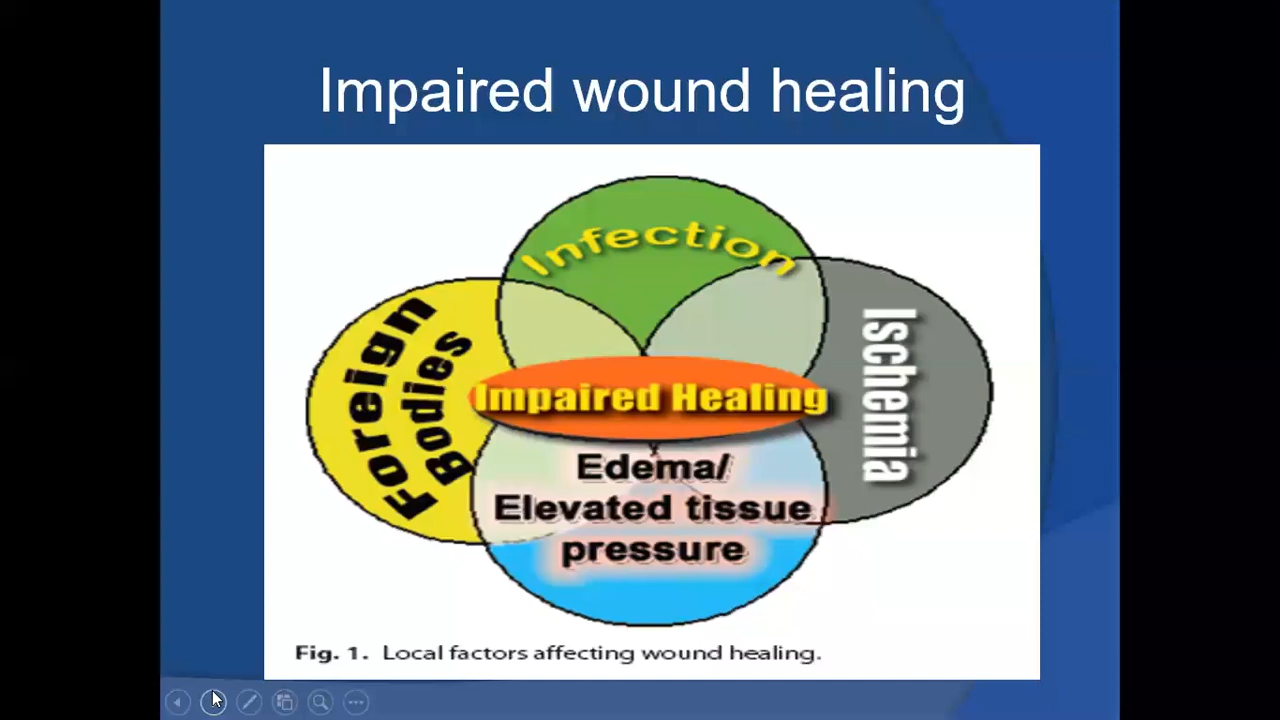 Impaired wound healing
Infection
Foreign
Bodies
Ischemia
Impaired Healing
Edema/
Elevated tissue
pressure
Fig. 1. Local factors affecting wound healing.